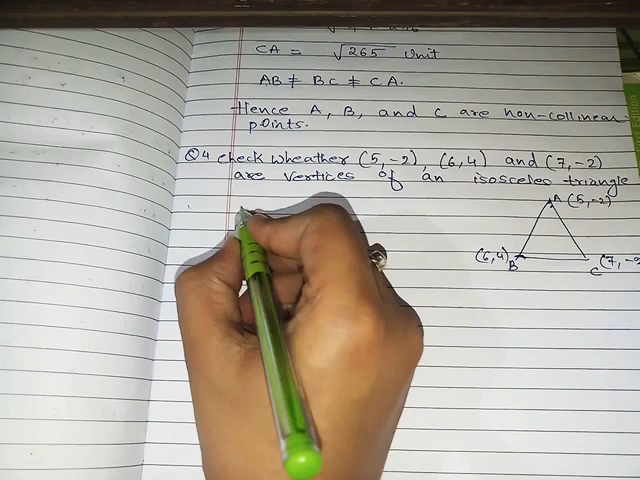 CA = √265 Unit
AB ≠ BC ≠ CA.
Hence A, B, and C are non-collinear
points.
Q4 check wheather (5,-2), (6,4) and (7,-2)
are vertices of an isosceles triangle
A (5,-2)
(6,4) B
C (7,-2